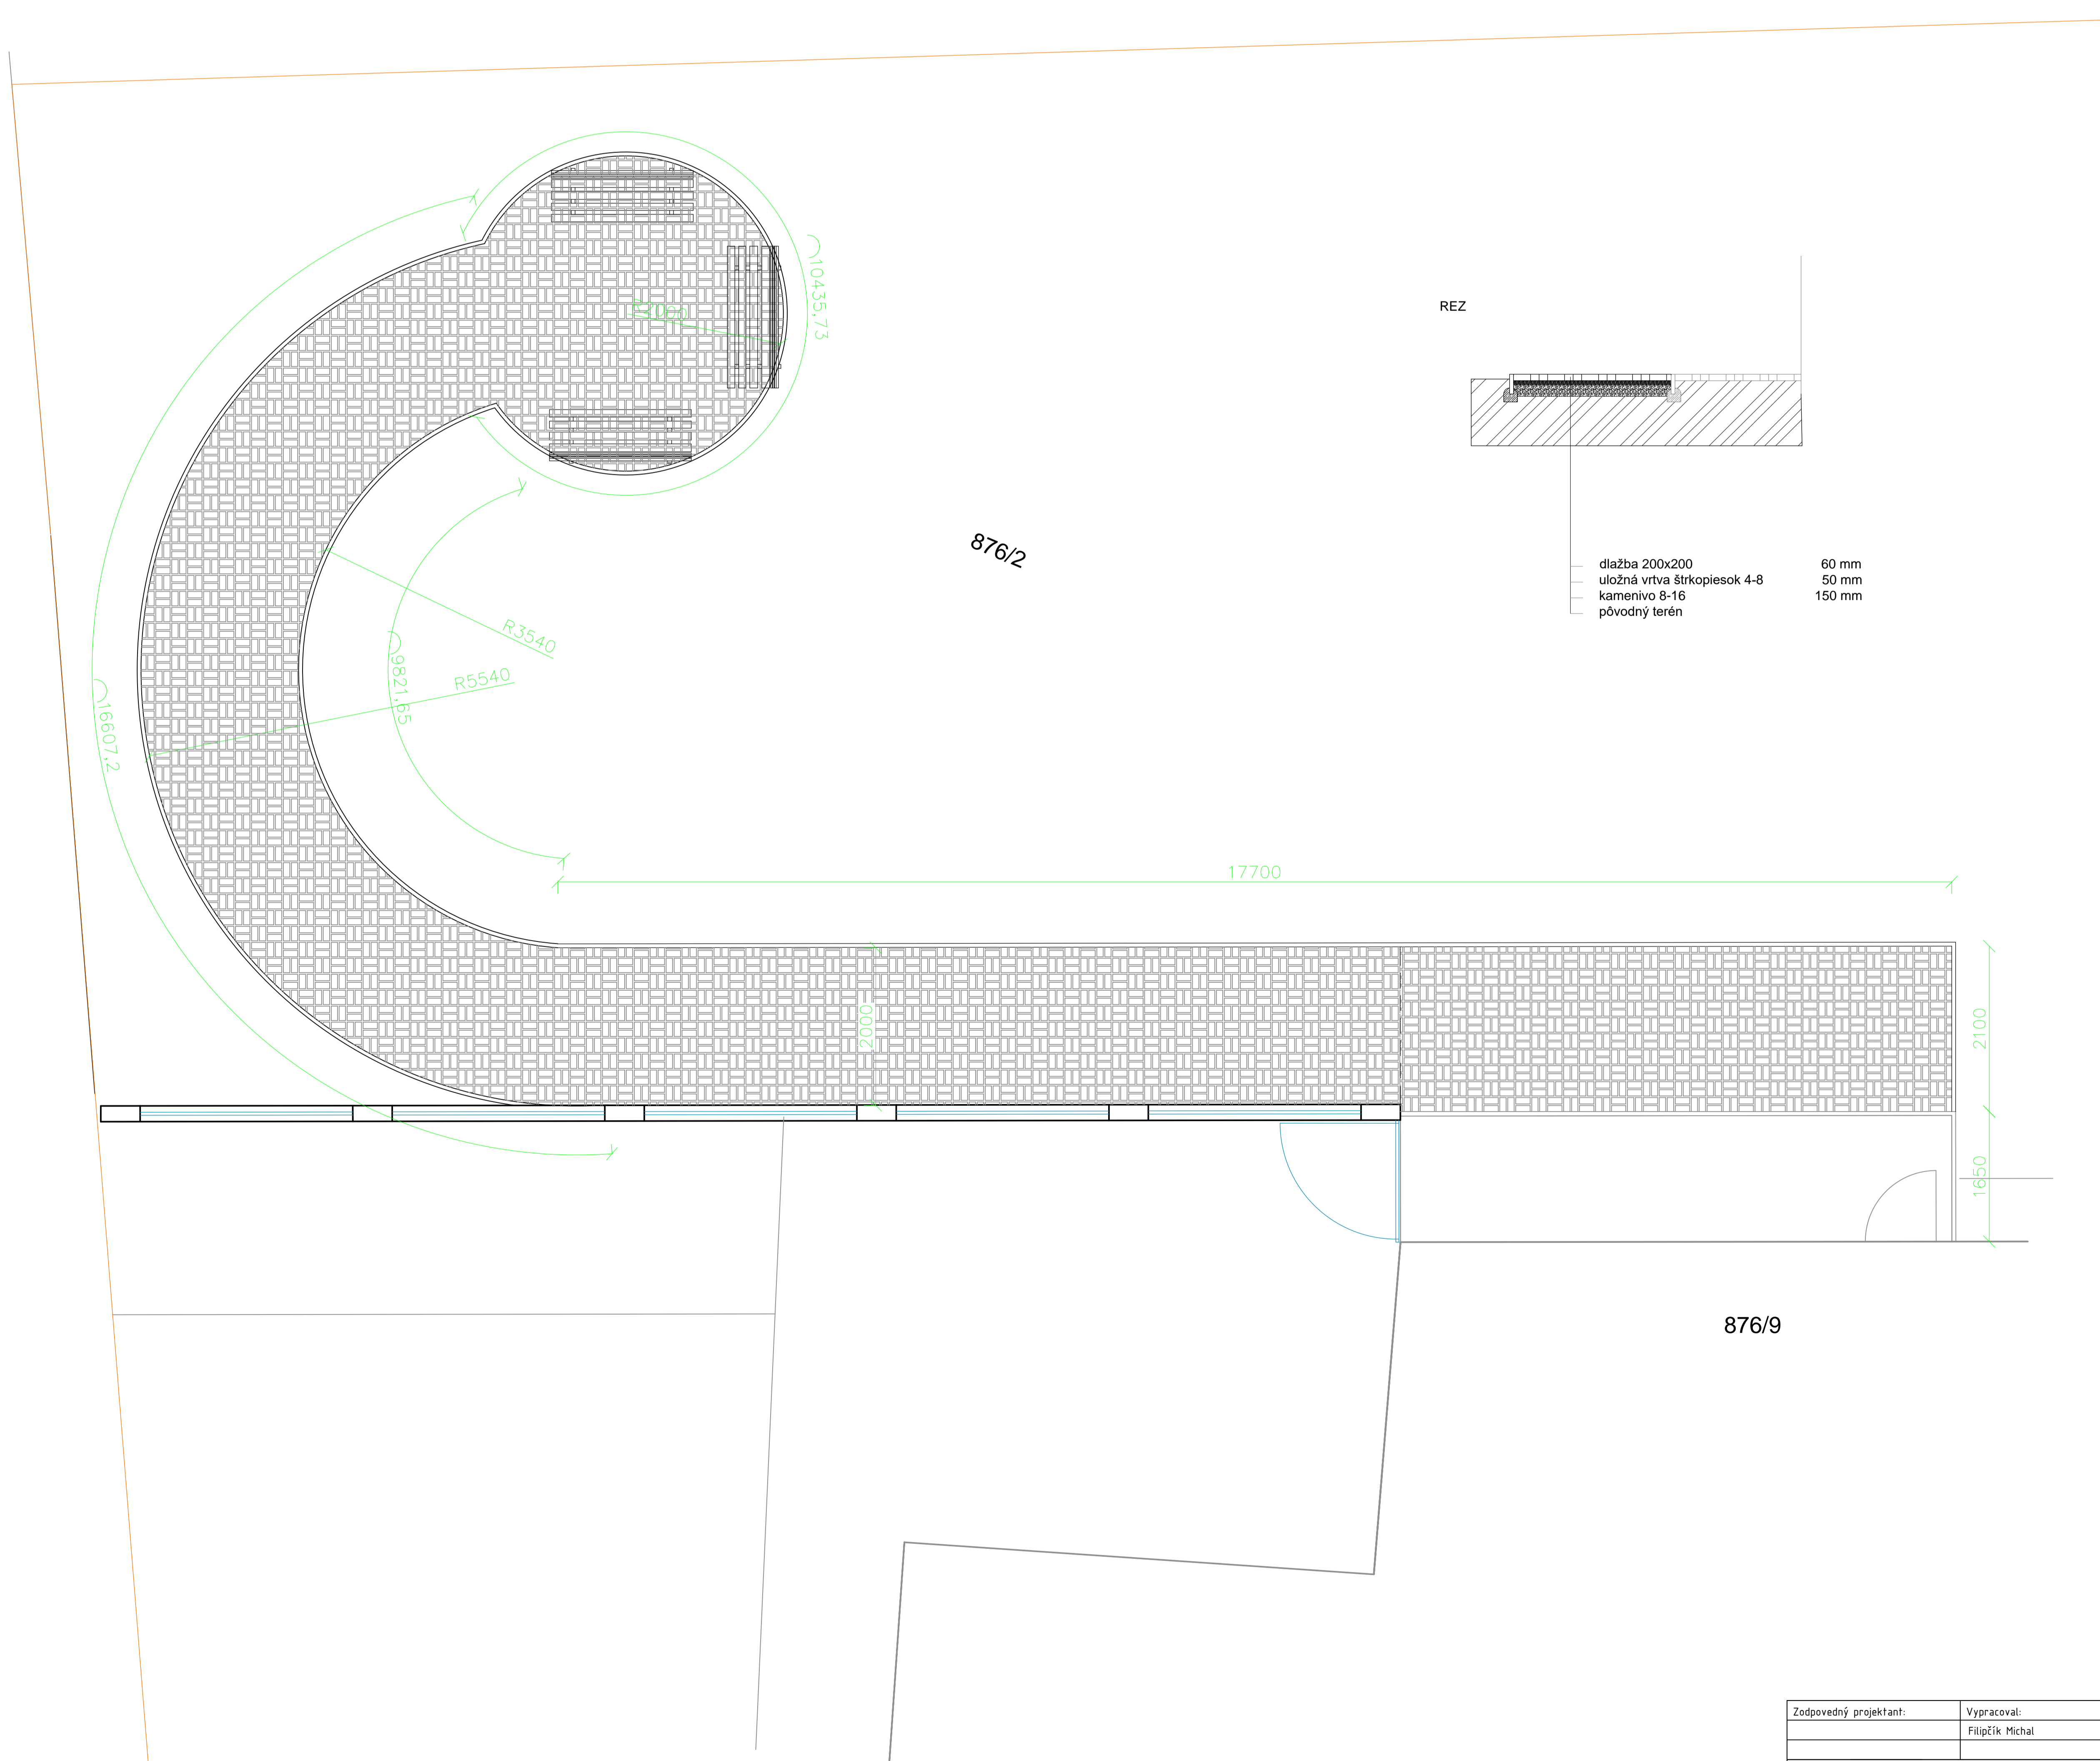 10435,73
REZ
876/2
dlažba 200x200 60 mm
uložná vrtva štrkopiesok 4-8 50 mm
kamenivo 8-16 150 mm
pôvodný terén
R3540
R5540
9821,65
16607,2
17700
2000
2100
1650
876/9
Zodpovedný projektant: Vypracoval:
Filipčík Michal